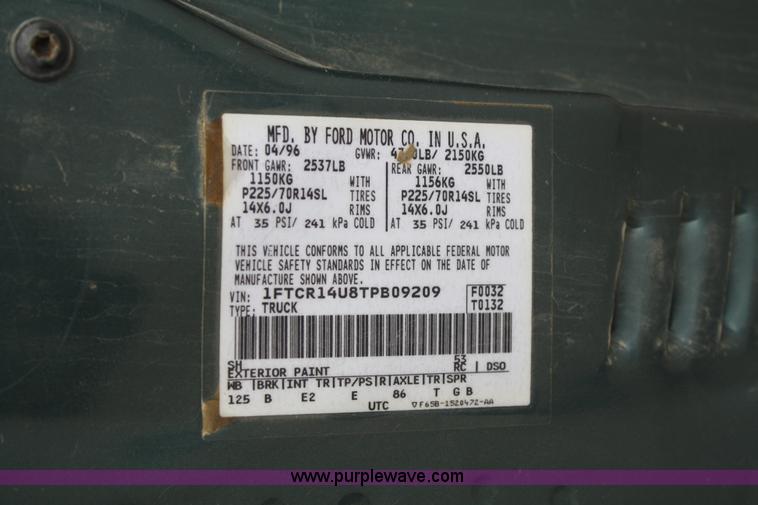 MFD. BY FORD MOTOR CO. IN U.S.A.
DATE: 04/96 GVWR: / 2150KG
FRONT GAWR: 2537LB REAR GAWR: 2550LB
1150KG WITH 1156KG WITH
P225/70R14SL TIRES P225/70R14SL TIRES
14X6.0J RIMS 14X6.0J RIMS
AT 35 PSI/ 241 kPa COLD AT 35 PSI/ 241 kPa COLD
THIS VEHICLE CONFORMS TO ALL APPLICABLE FEDERAL MOTOR
VEHICLE SAFETY STANDARDS IN EFFECT ON THE DATE OF
MANUFACTURE SHOWN ABOVE.
VIN: 1FTCR14U8TPB09209 F0032
TYPE: TRUCK T0132
SH 53
EXTERIOR PAINT RC | DSO
WB |BRK|INT TR|TP/PS|R|AXLE|TR|SPR
125 B E2 E 86 T G B
UTC ▽F65B-1520472-AA
www.purplewave.com